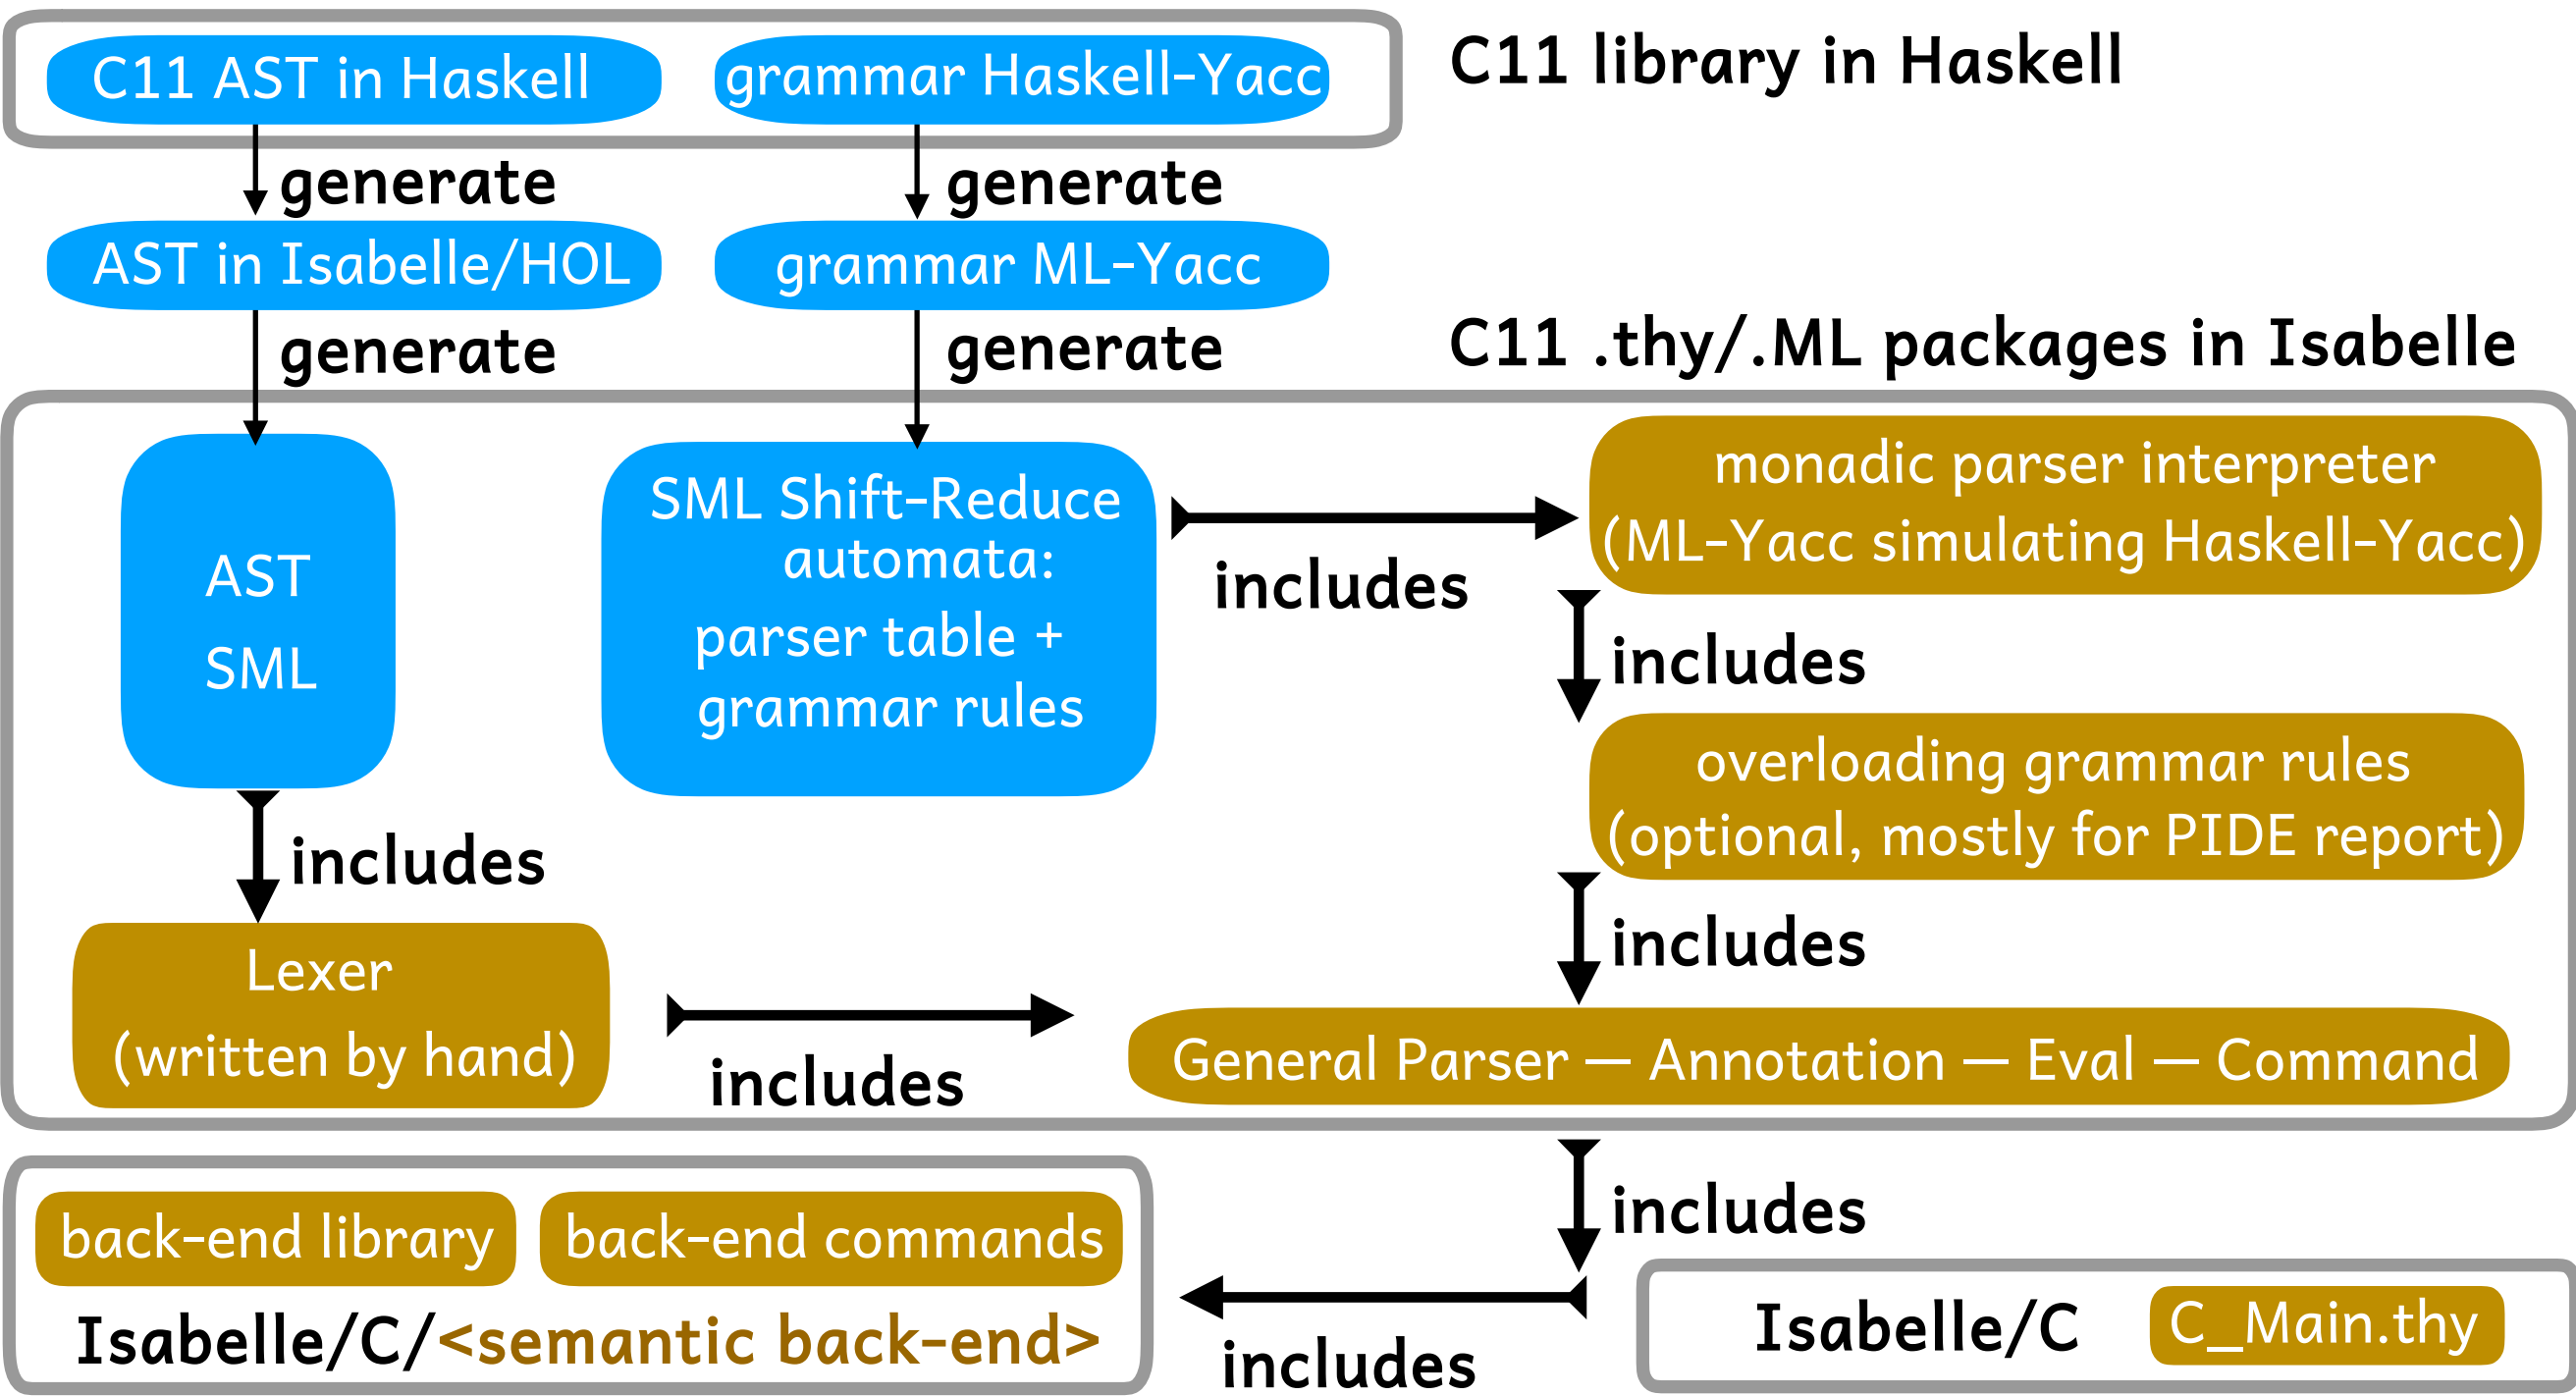 C11 AST in Haskell
grammar Haskell-Yacc
C11 library in Haskell
generate
generate
AST in Isabelle/HOL
grammar ML-Yacc
generate
generate
C11 .thy/.ML packages in Isabelle
AST
SML
SML Shift-Reduce
automata:
parser table +
grammar rules
includes
monadic parser interpreter
(ML-Yacc simulating Haskell-Yacc)
includes
overloading grammar rules
(optional, mostly for PIDE report)
includes
includes
Lexer
(written by hand)
includes
General Parser — Annotation — Eval — Command
includes
back-end library
back-end commands
Isabelle/C/<semantic back-end>
includes
Isabelle/C
C_Main.thy